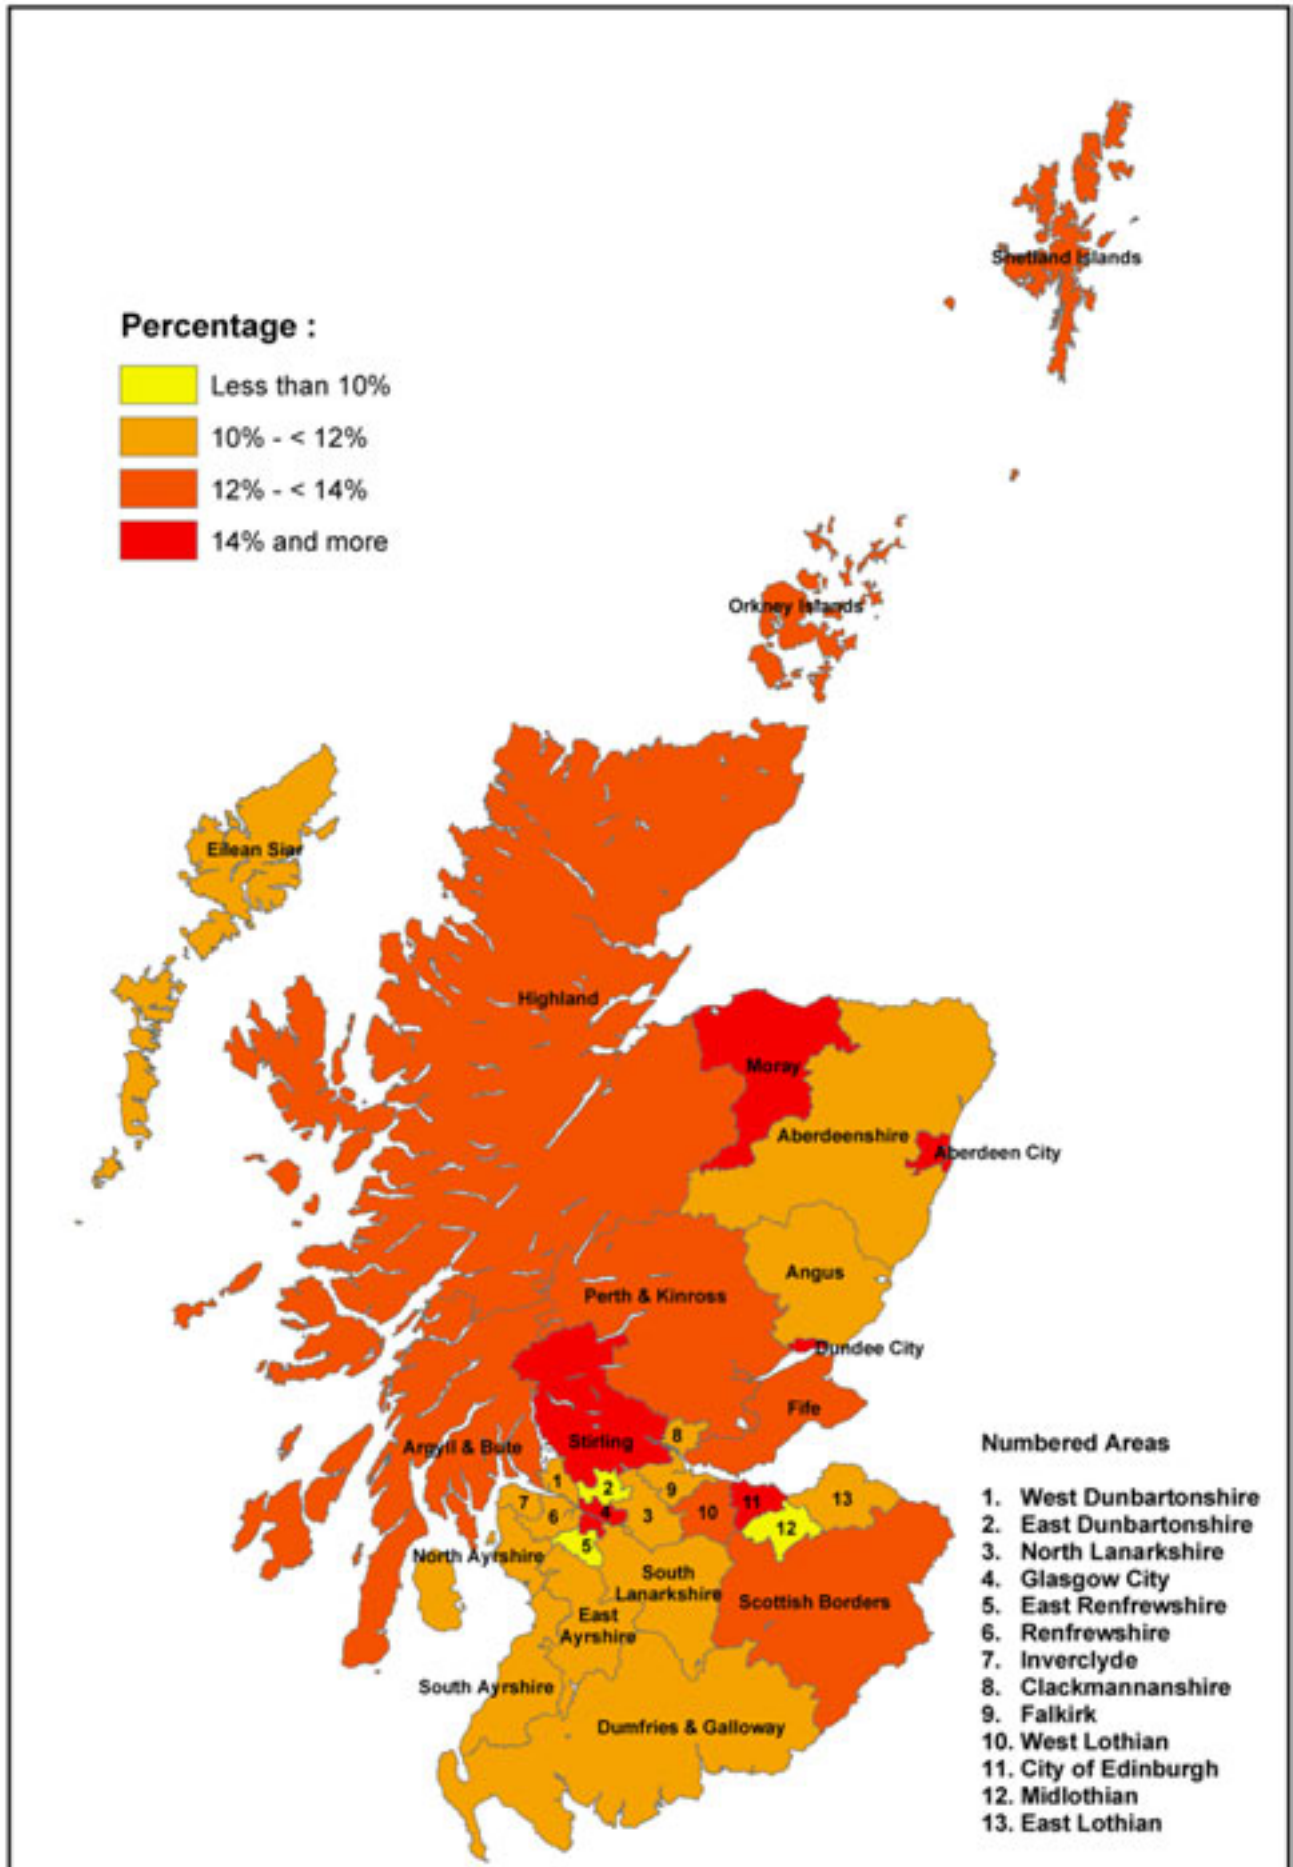 Shetland Islands
Percentage :
Less than 10%
10% - < 12%
12% - < 14%
14% and more
Orkney Islands
Eilean Siar
Highland
Moray
Aberdeenshire
Aberdeen City
Angus
Perth & Kinross
Dundee City
Fife
Argyll & Bute
Stirling
8
1
2
9
7
6
4
3
10
11
13
12
5
North Ayrshire
South
Lanarkshire
Scottish Borders
East
Ayrshire
South Ayrshire
Dumfries & Galloway
Numbered Areas
1. West Dunbartonshire
2. East Dunbartonshire
3. North Lanarkshire
4. Glasgow City
5. East Renfrewshire
6. Renfrewshire
7. Inverclyde
8. Clackmannanshire
9. Falkirk
10. West Lothian
11. City of Edinburgh
12. Midlothian
13. East Lothian